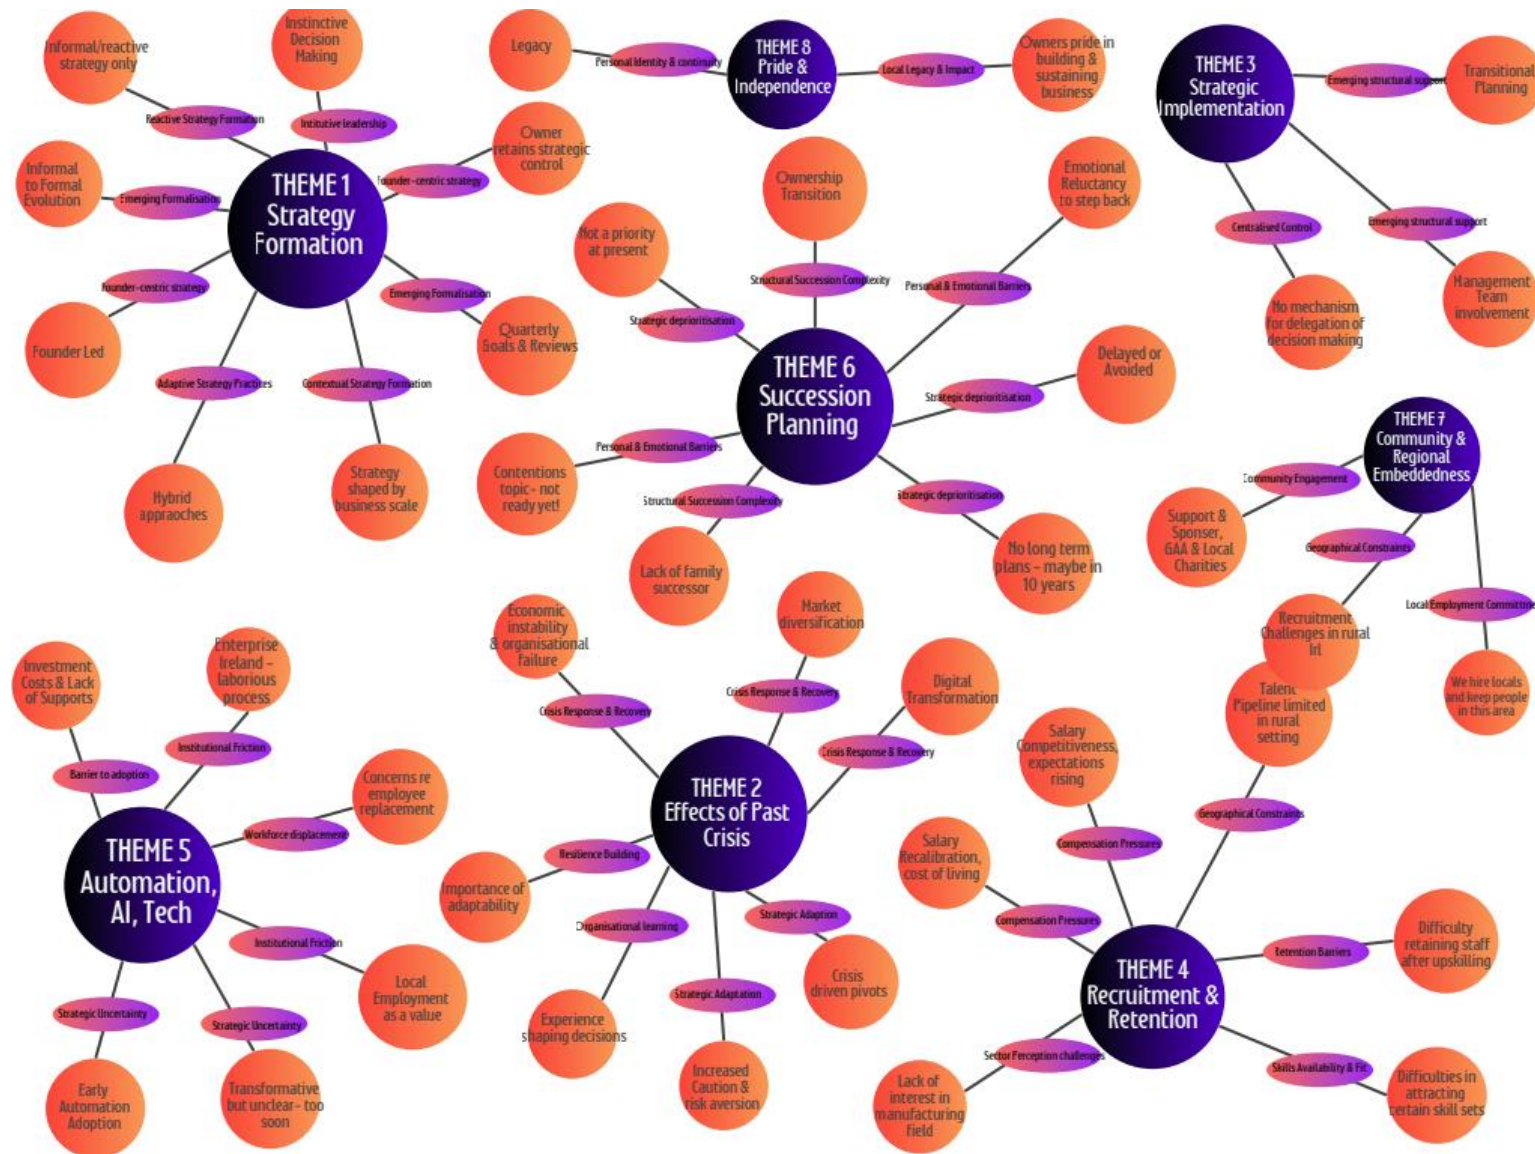 Informal/reactive
strategy only
Instinctive
Decision
Making
Reactive Strategy Formation
Institutive leadership
Owner
retains strategic
control
Founder-centric strategy
Informal
to Formal
Evolution
Emerging Formalisation
THEME 1
Strategy
Formation
Founder-centric strategy
Founder Led
Emerging Formalisation
Quarterly
Goals & Reviews
Adaptive Strategy Practices
Contextual Strategy Formation
Hybrid
appraoches
Strategy
shaped by
business scale
Legacy
Personal Identity & continuity
THEME 8
Pride &
Independence
Local Legacy & Impact
Owners pride in
building &
sustaining
business
THEME 3
Strategic
Implementation
Emerging structural support
Transitional
Planning
Centralised Control
Emerging structural support
No mechanism
for delegation of
decision making
Management
Team
involvement
Ownership
Transition
Emotional
Reluctancy
to step back
Not a priority
at present
Structural Succession Complexity
Personal & Emotional Barriers
Strategic deprioritisation
THEME 6
Succession
Planning
Delayed or
Avoided
Strategic deprioritisation
Personal & Emotional Barriers
Contentions
topic - not
ready yet!
Structural Succession Complexity
Strategic deprioritisation
Lack of family
successor
No long term
plans - maybe in
10 years
THEME 7
Community &
Regional
Embeddedness
Community Engagement
Support &
Sponser,
GAA & Local
Charities
Geographical Constraints
Local Employment Committme
Recruitment
Challenges in rural
Irl
We hire locals
and keep people
in this area
Investment
Costs & Lack
of Supports
Enterprise
Ireland -
laborious
process
Institutional Friction
Barrier to adoption
Concerns re
employee
replacement
Workforce displacement
THEME 5
Automation,
AI, Tech
Institutional Friction
Local
Employment
as a value
Strategic Uncertainty
Strategic Uncertainty
Early
Automation
Adoption
Transformative
but unclear - too
soon
Economic
instability
& organisational
failure
Market
diversification
Digital
Transformation
Crisis Response & Recovery
Crisis Response & Recovery
Crisis Response & Recovery
THEME 2
Effects of Past
Crisis
Resilience Building
Importance of
adaptability
Organisational learning
Strategic Adaption
Experience
shaping decisions
Strategic Adaptation
Crisis
driven pivots
Increased
Caution &
risk aversion
Talent
Pipeline limited
in rural
setting
Salary
Competitiveness,
expectations
rising
Geographical Constraints
Compensation Pressures
Salary
Recalibration,
cost of living
Compensation Pressures
THEME 4
Recruitment &
Retention
Retention Barriers
Difficulty
retaining staff
after upskilling
Sector Perception challenges
Lack of
interest in
manufacturing
field
Skills Availability & Fit
Difficulties in
attracting
certain skill sets